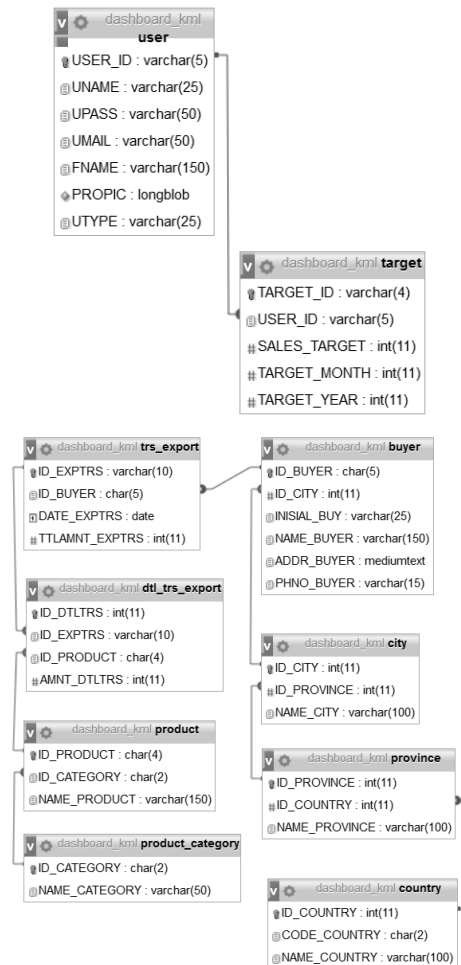 dashboard_kml
user
USER_ID : varchar(5)
UNAME : varchar(25)
UPASS : varchar(50)
UMAIL : varchar(50)
FNAME : varchar(150)
PROPIC : longblob
UTYPE : varchar(25)
v dashboard_kml target
TARGET_ID : varchar(4)
USER_ID : varchar(5)
# SALES_TARGET : int(11)
# TARGET_MONTH : int(11)
# TARGET_YEAR : int(11)
v dashboard_kml trs_export
ID_EXPTRS : varchar(10)
ID_BUYER : char(5)
DATE_EXPTRS : date
# TTLAMNT_EXPTRS : int(11)
v dashboard_kml buyer
ID_BUYER : char(5)
# ID_CITY : int(11)
INISIAL_BUY : varchar(25)
NAME_BUYER : varchar(150)
ADDR_BUYER : mediumtext
PHNO_BUYER : varchar(15)
v dashboard_kml dtl_trs_export
ID_DTLTRS : int(11)
ID_EXPTRS : varchar(10)
ID_PRODUCT : char(4)
# AMNT_DTLTRS : int(11)
v dashboard_kml city
ID_CITY : int(11)
# ID_PROVINCE : int(11)
NAME_CITY : varchar(100)
v dashboard_kml product
ID_PRODUCT : char(4)
ID_CATEGORY : char(2)
NAME_PRODUCT : varchar(150)
v dashboard_kml province
ID_PROVINCE : int(11)
# ID_COUNTRY : int(11)
NAME_PROVINCE : varchar(100)
v dashboard_kml product_category
ID_CATEGORY : char(2)
NAME_CATEGORY : varchar(50)
v dashboard_kml country
ID_COUNTRY : int(11)
CODE_COUNTRY : char(2)
NAME_COUNTRY : varchar(100)